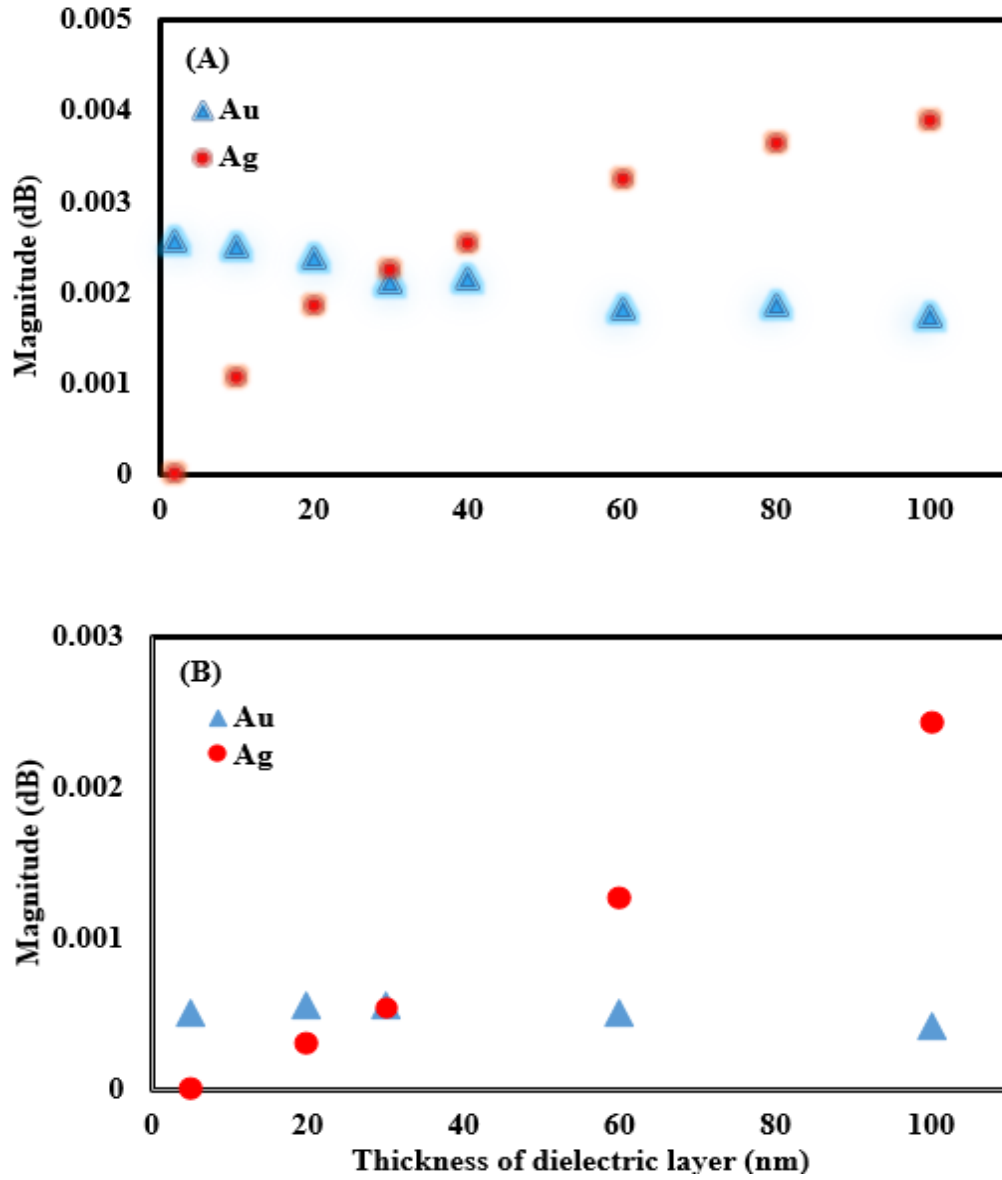 0.005
(A)
Au
Ag
0.004
0.003
0.002
0.001
0
Magnitude (dB)
0 20 40 60 80 100
0.003
(B)
Au
Ag
0.002
0.001
0
Magnitude (dB)
0 20 40 60 80 100
Thickness of dielectric layer (nm)